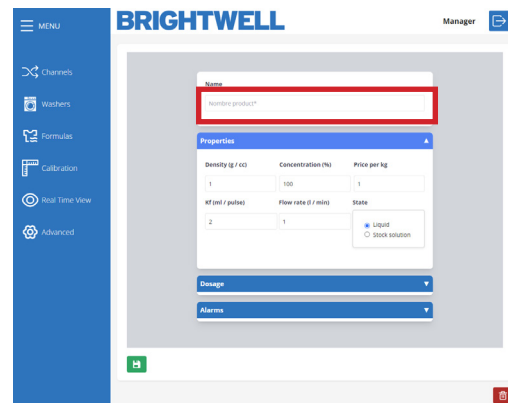 MENU
BRIGHTWELL
Manager
Channels
Washers
Formulas
Calibration
Real Time View
Advanced
Name
Nombre product*
Properties
Density (g / cc)
Concentration (%)
Price per kg
1
100
1
Kf (ml / pulse)
Flow rate (l / min)
State
2
1
Liquid
Stock solution
Dosage
Alarms